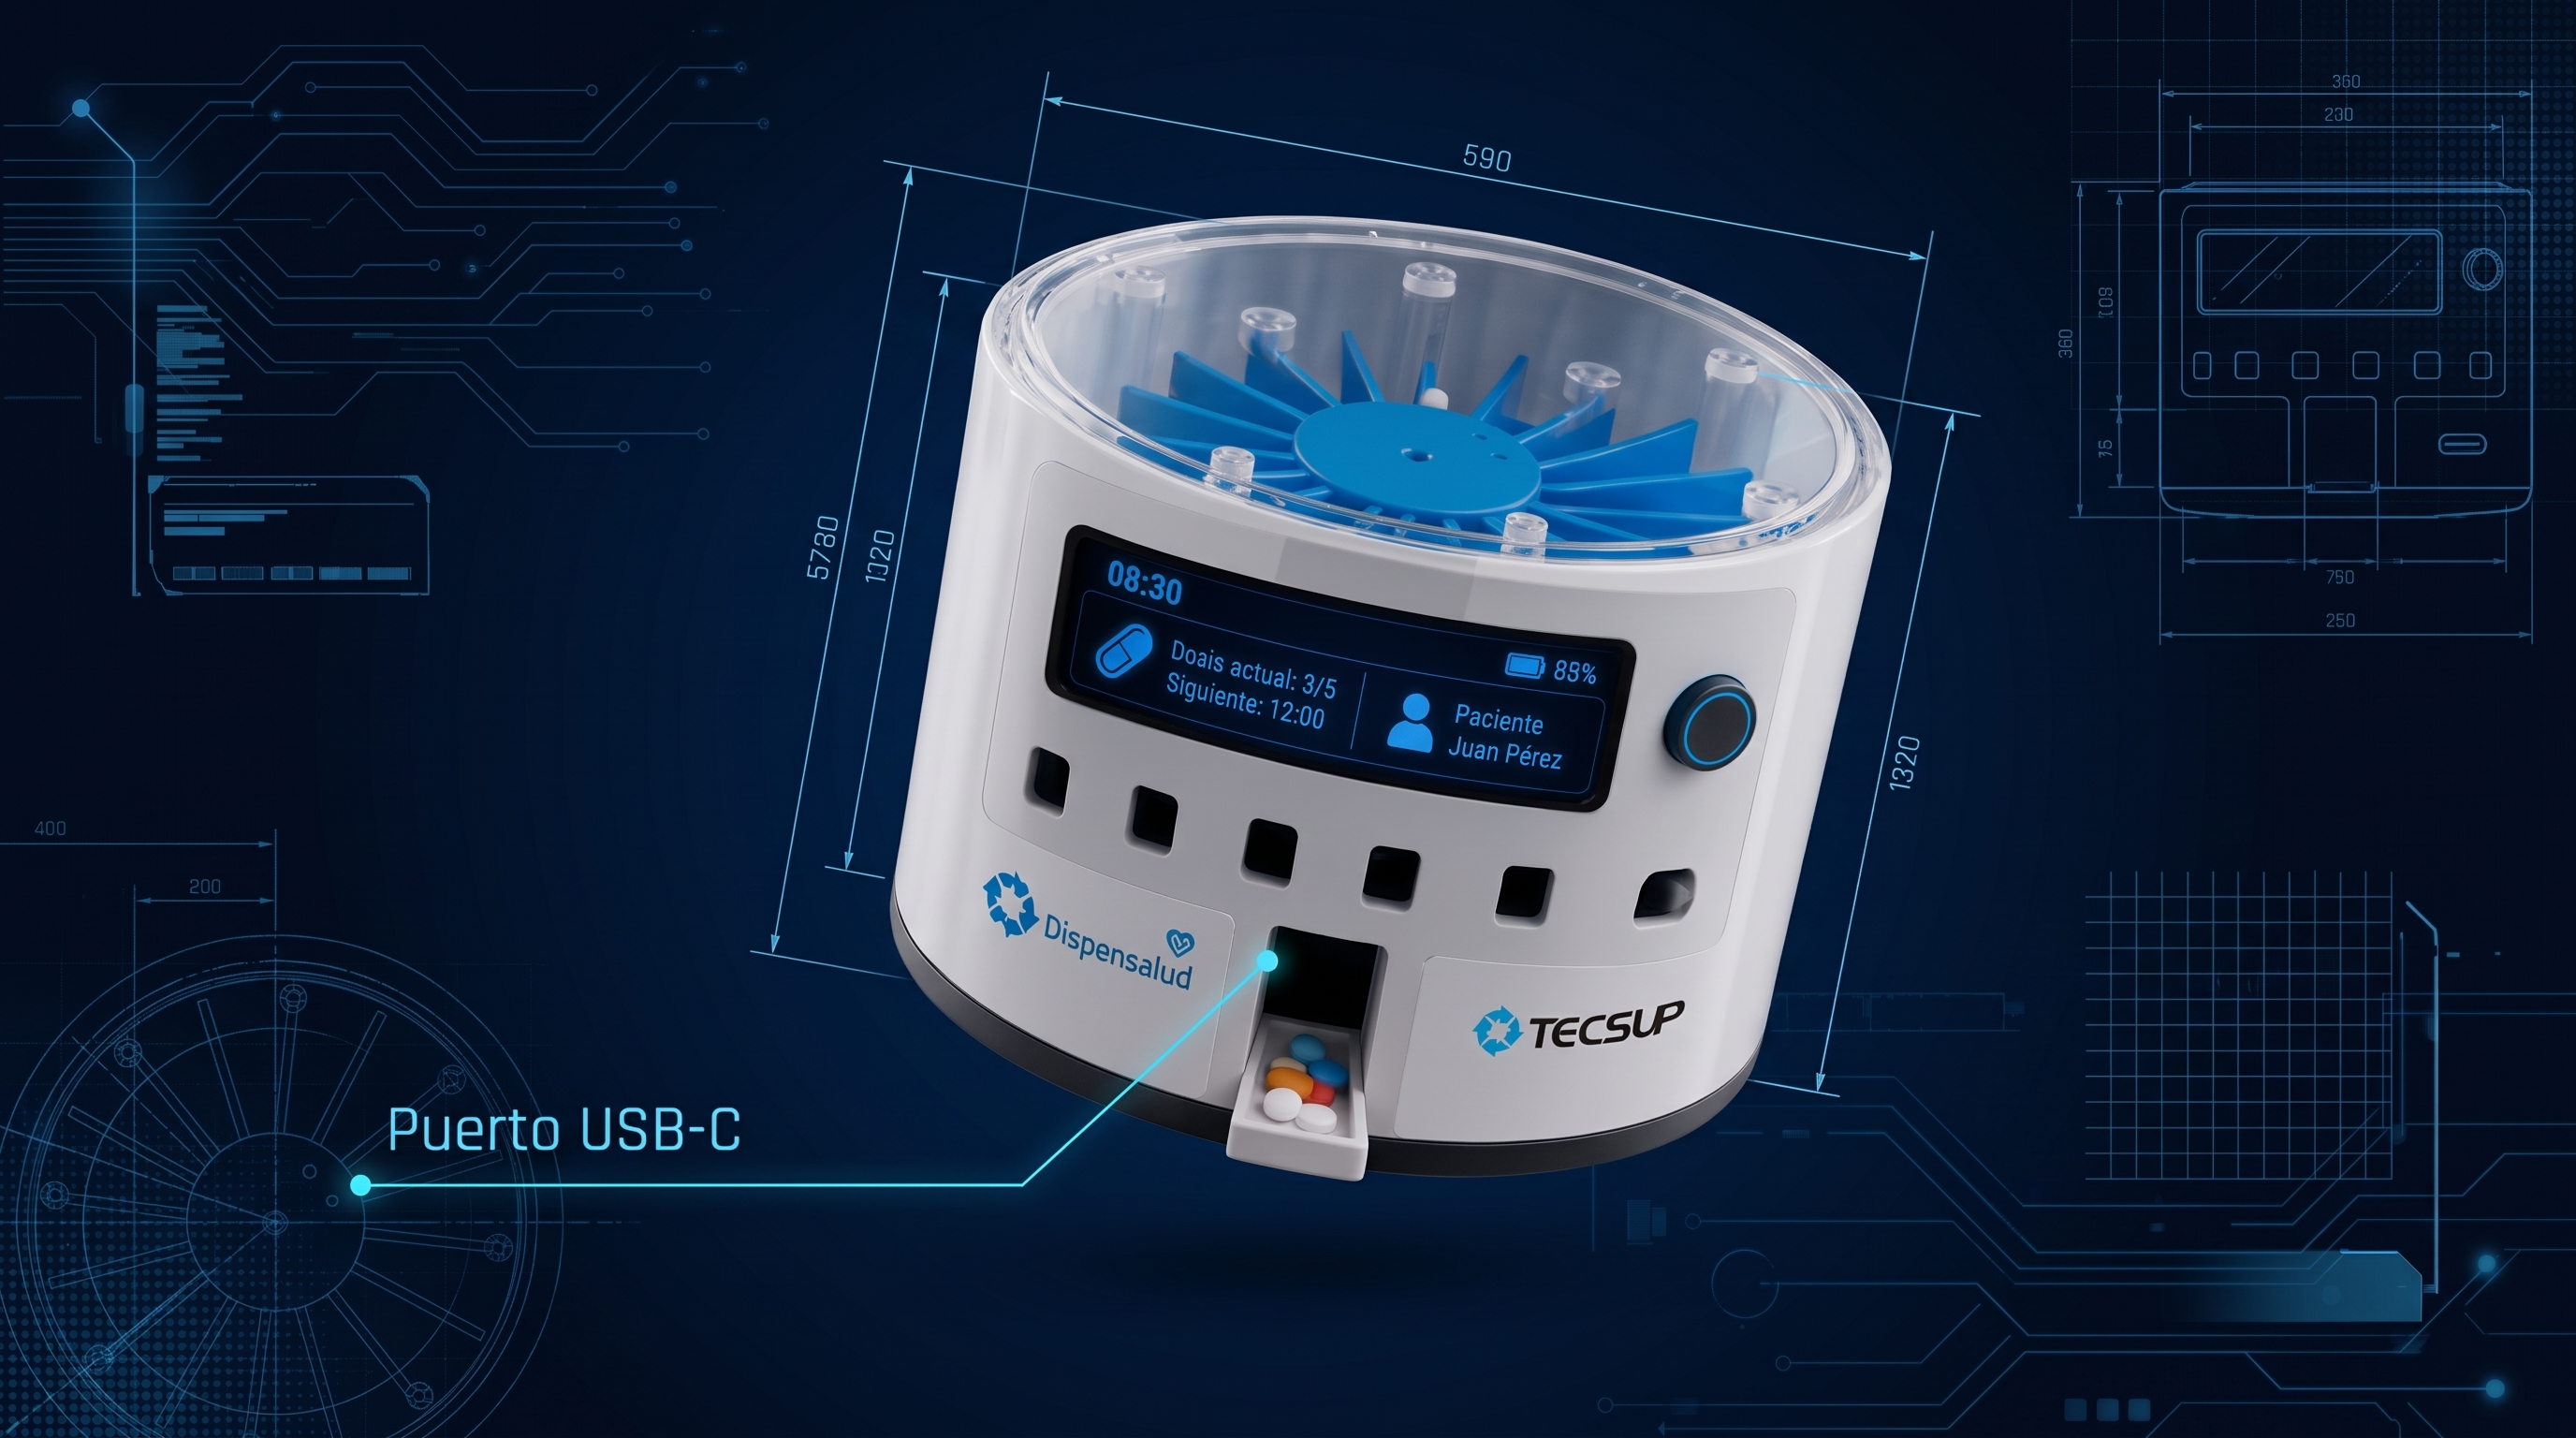 590
360
230
5780
1320
1320
360
75
750
250
08:30
85%
Doais actual: 3/5
Siguiente: 12:00
Paciente
Juan Pérez
Dispensalud
TECSUP
400
200
Puerto USB-C